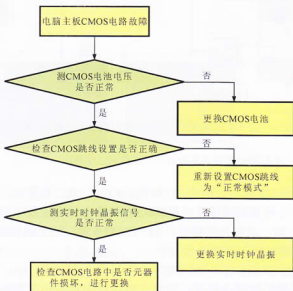 电脑主板CMOS电路故障
测CMOS电池电压
是否正常
否
是
更换CMOS电池
检查CMOS跳线设置是否正确
否
是
重新设置CMOS跳线
为“正常模式”
测实时时钟晶振信号
是否正常
否
是
更换实时时钟晶振
检查CMOS电路中是否元器
件损坏，进行更换